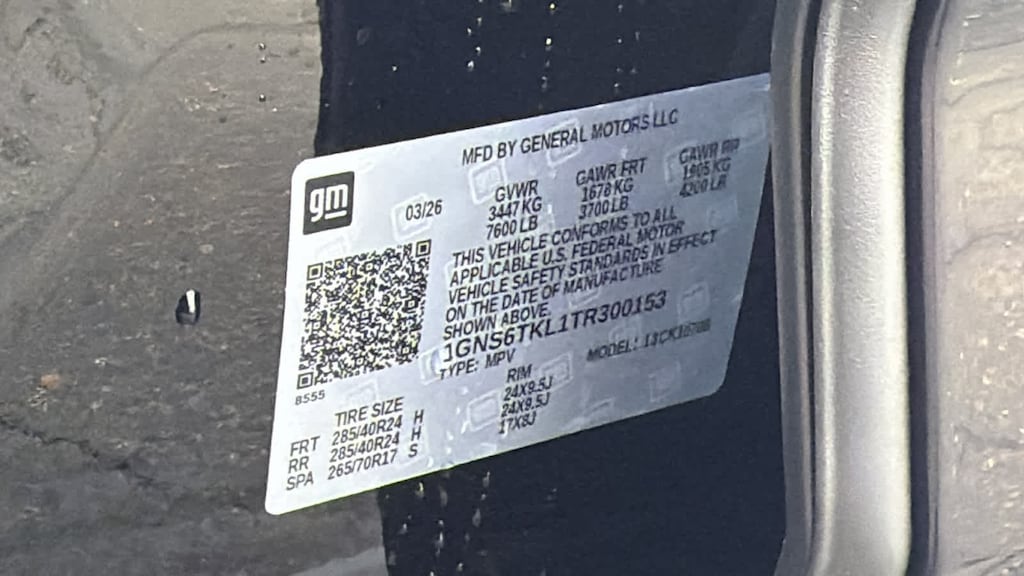 MFD BY GENERAL MOTORS LLC
gm
03/26
GVWR GAWR FRT GAWR RR
3447 KG 1678 KG 1905 KG
7600 LB 3700 LB 4200 LB
THIS VEHICLE CONFORMS TO ALL
APPLICABLE U.S. FEDERAL MOTOR
VEHICLE SAFETY STANDARDS IN EFFECT
ON THE DATE OF MANUFACTURE
SHOWN ABOVE.
1GNS6TKL1TR300153
TYPE: MPV MODEL:
8555
TIRE SIZE RIM
FRT 285/40R24 H 24X9.5J
RR 285/40R24 H 24X9.5J
SPA 265/70R17 S 17X8J